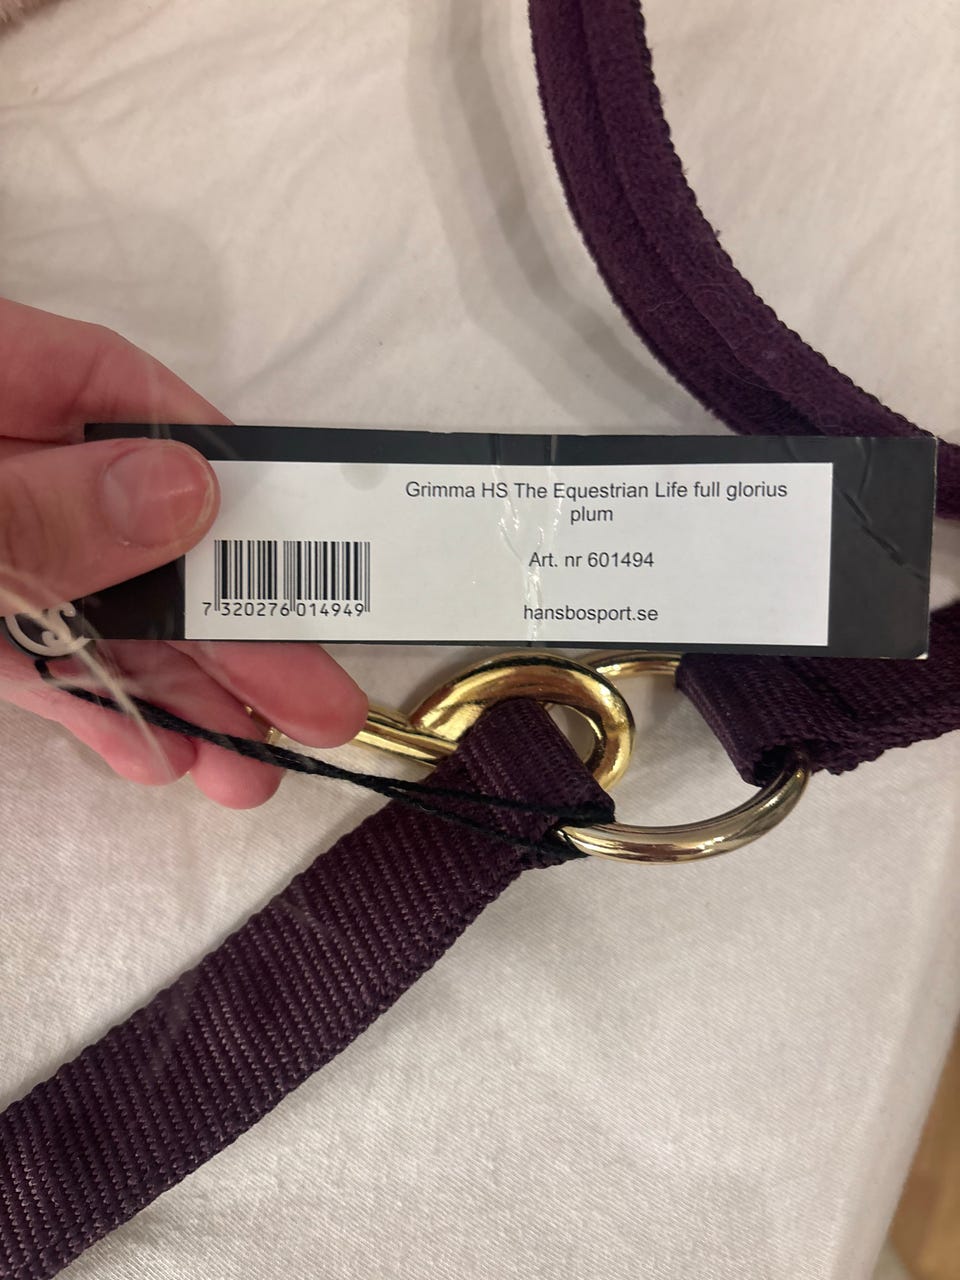 Grimma HS The Equestrian Life full glorius
plum
Art. nr 601494
7 320276 014949
hansbosport.se